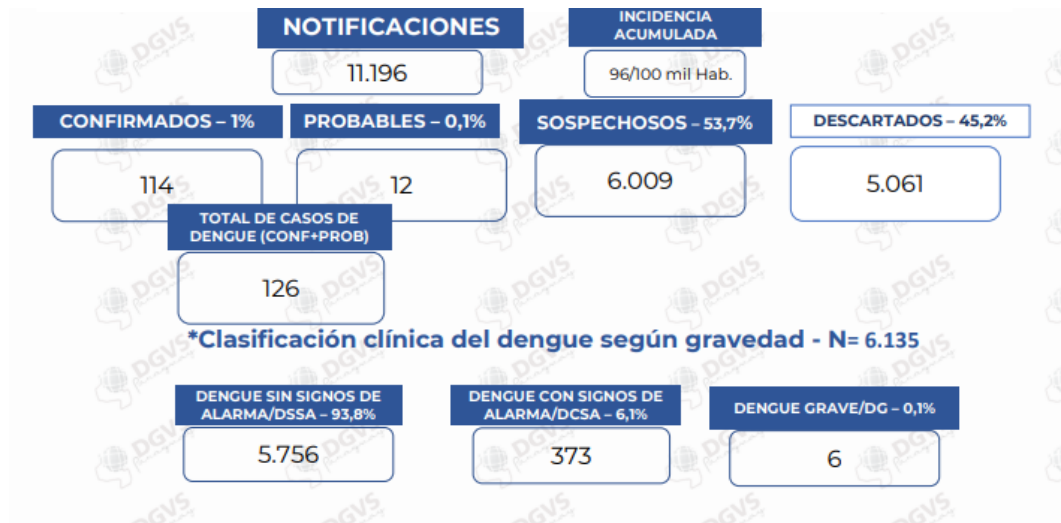 NOTIFICACIONES
11.196
INCIDENCIA
ACUMULADA
96/100 mil Hab.
CONFIRMADOS – 1%
114
PROBABLES – 0,1%
12
SOSPECHOSOS – 53,7%
6.009
DESCARTADOS – 45,2%
5.061
TOTAL DE CASOS DE
DENGUE (CONF+PROB)
126
*Clasificación clínica del dengue según gravedad - N= 6.135
DENGUE SIN SIGNOS DE
ALARMA/DSSA – 93,8%
5.756
DENGUE CON SIGNOS DE
ALARMA/DCSA – 6,1%
373
DENGUE GRAVE/DG – 0,1%
6
DGVS